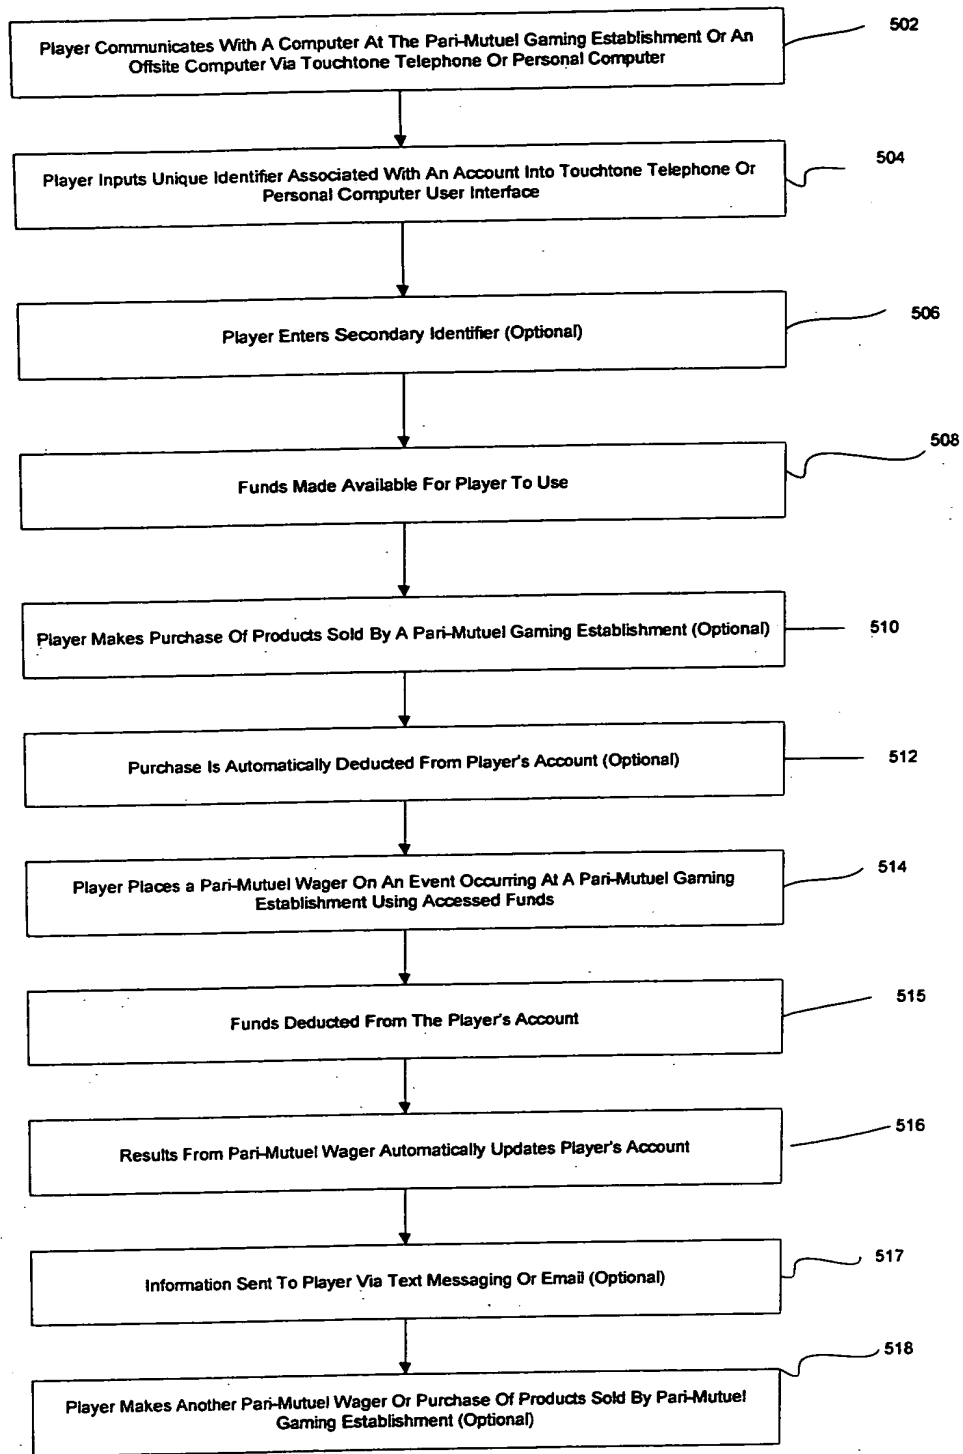 Player Communicates With A Computer At The Pari-Mutuel Gaming Establishment Or An
Offsite Computer Via Touchtone Telephone Or Personal Computer
502
Player Inputs Unique Identifier Associated With An Account Into Touchtone Telephone Or
Personal Computer User Interface
504
Player Enters Secondary Identifier (Optional)
506
Funds Made Available For Player To Use
508
Player Makes Purchase Of Products Sold By A Pari-Mutuel Gaming Establishment (Optional)
510
Purchase Is Automatically Deducted From Player's Account (Optional)
512
Player Places a Pari-Mutuel Wager On An Event Occurring At A Pari-Mutuel Gaming
Establishment Using Accessed Funds
514
Funds Deducted From The Player's Account
515
Results From Pari-Mutuel Wager Automatically Updates Player's Account
516
Information Sent To Player Via Text Messaging Or Email (Optional)
517
Player Makes Another Pari-Mutuel Wager Or Purchase Of Products Sold By Pari-Mutuel
Gaming Establishment (Optional)
518